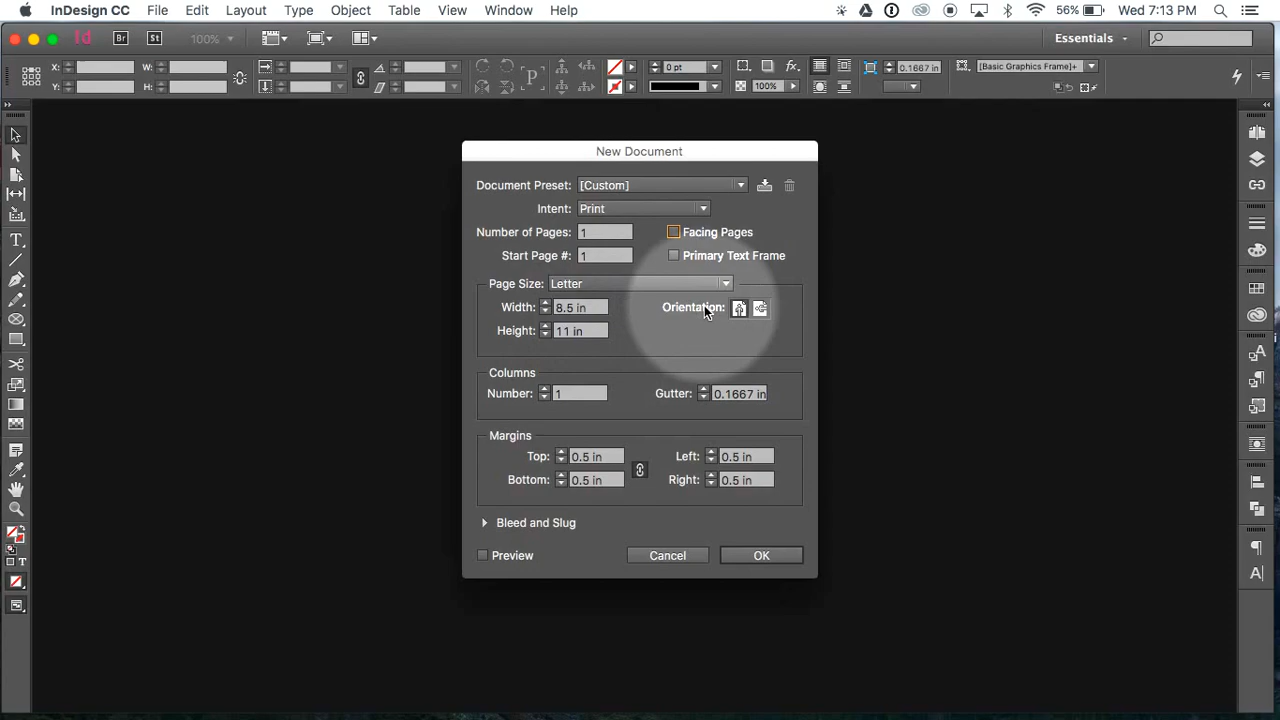 InDesign CC File Edit Layout Type Object Table View Window Help 56% Wed 7:13 PM
Id Br St 100% Essentials
X: W: 0 pt fx. 0.1667 in [Basic Graphics Frame]+
Y: H: P 100%
New Document
Document Preset: [Custom]
Intent: Print
Number of Pages: 1 Facing Pages
Start Page #: 1 Primary Text Frame
Page Size: Letter
Width: 8.5 in Orientation:
Height: 11 in
Columns
Number: 1 Gutter: 0.1667 in
Margins
Top: 0.5 in Left: 0.5 in
Bottom: 0.5 in Right: 0.5 in
Bleed and Slug
Preview Cancel OK